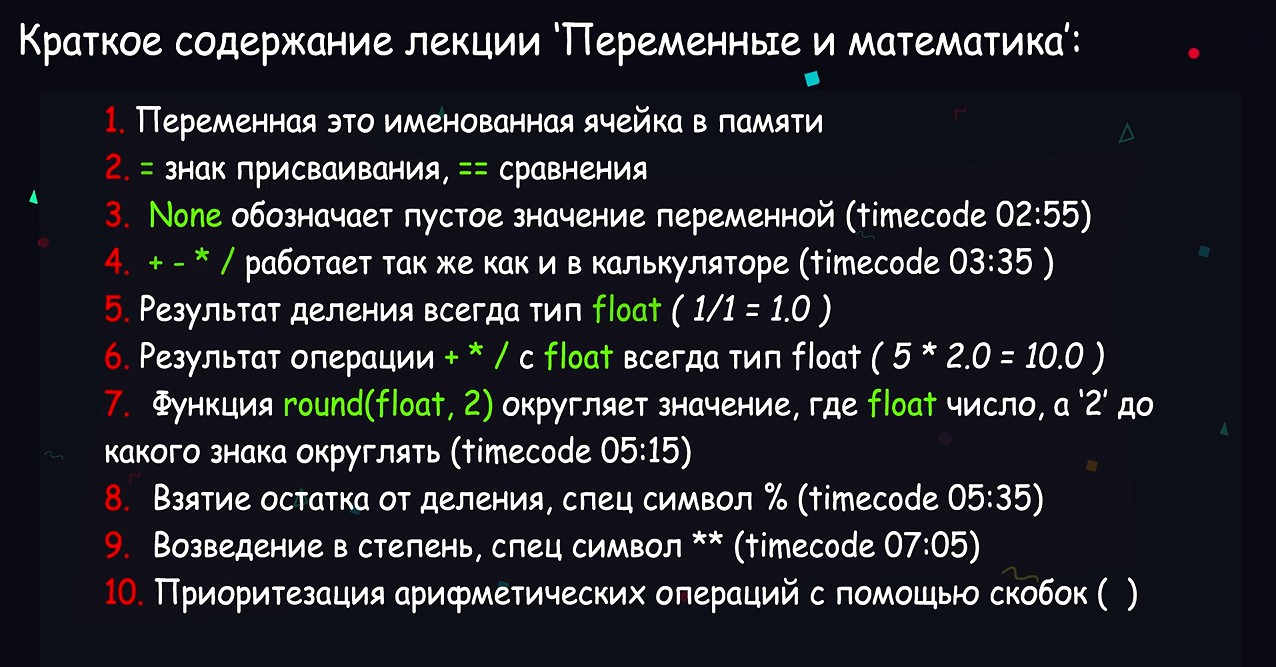 Краткое содержание лекции ‘Переменные и математика’:
1. Переменная это именованная ячейка в памяти
2. = знак присваивания, == сравнения
3. None обозначает пустое значение переменной (timecode 02:55)
4. + - * / работает так же как и в калькуляторе (timecode 03:35 )
5. Результат деления всегда тип float ( 1/1 = 1.0 )
6. Результат операции + * / с float всегда тип float ( 5 * 2.0 = 10.0 )
7. Функция round(float, 2) округляет значение, где float число, а ‘2’ до
какого знака округлять (timecode 05:15)
8. Взятие остатка от деления, спец символ % (timecode 05:35)
9. Возведение в степень, спец символ ** (timecode 07:05)
10. Приоритезация арифметических операций с помощью скобок ( )